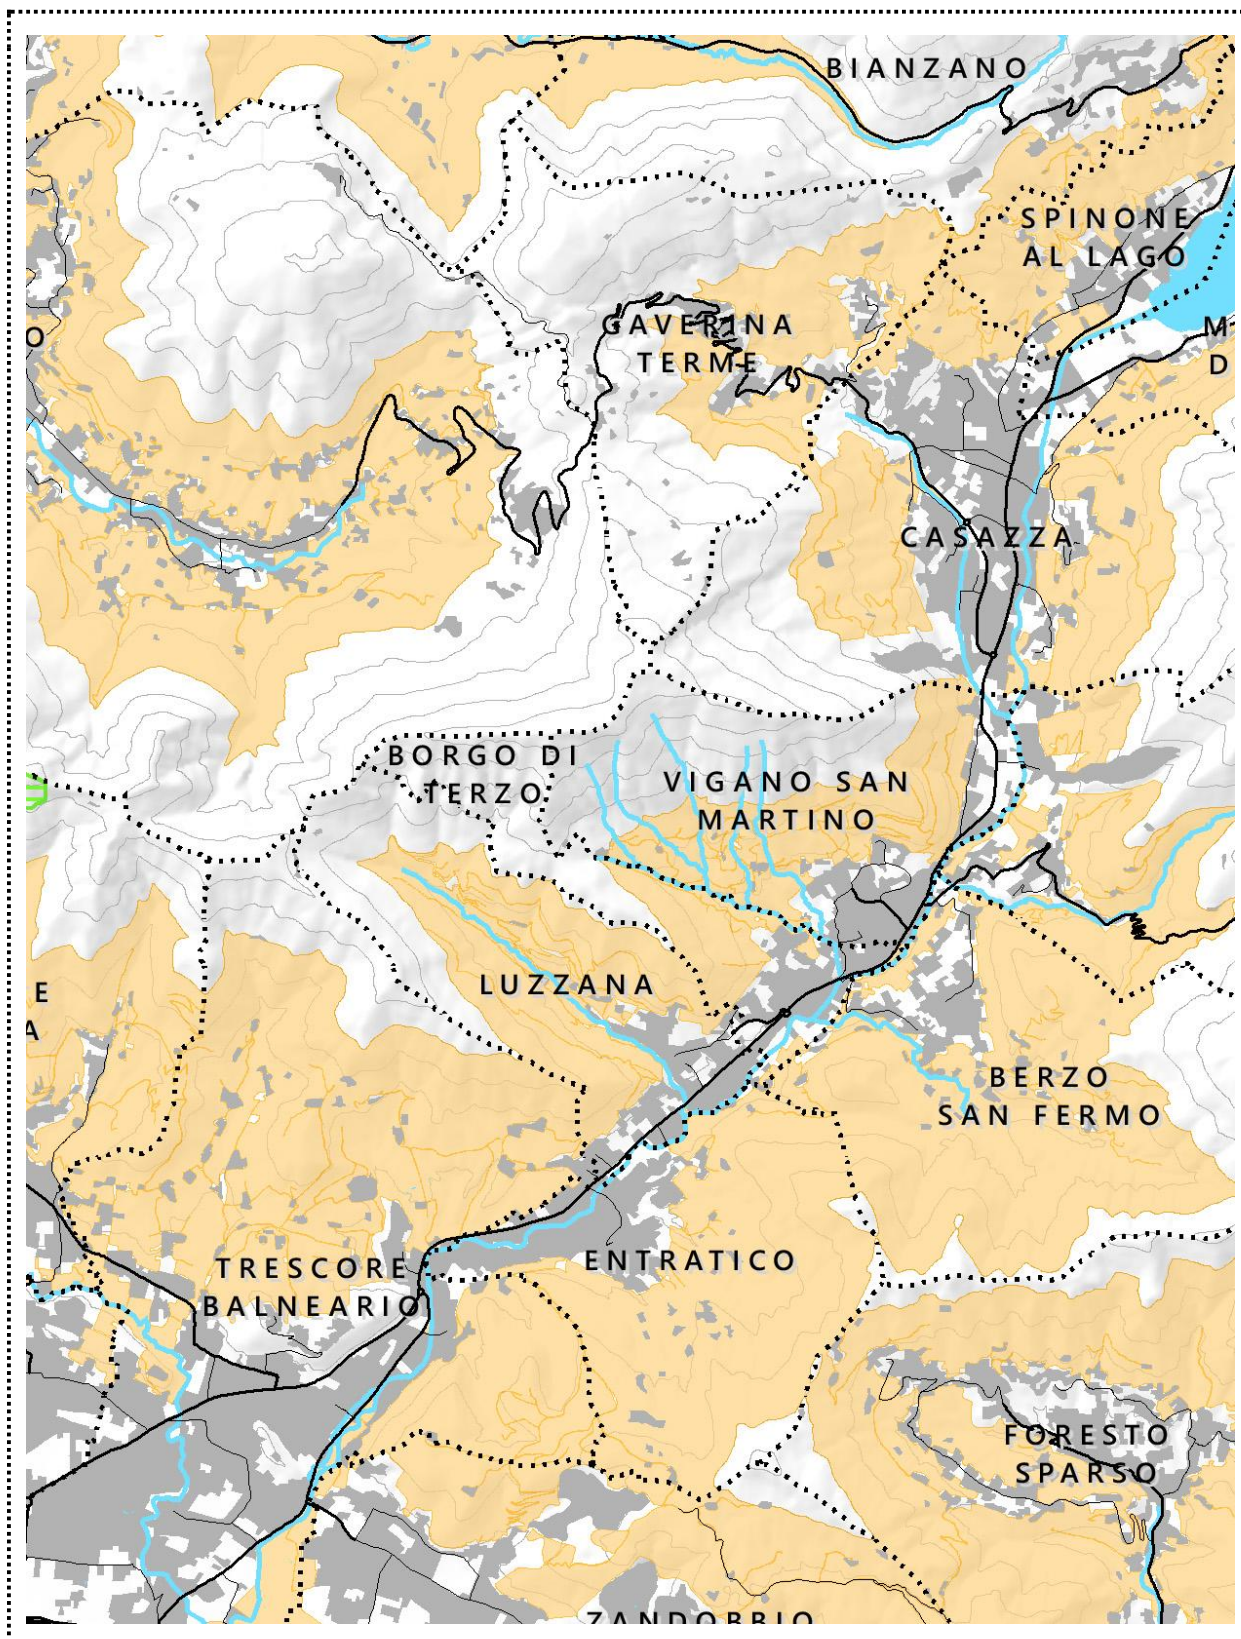 BIANZANO
SPINONE
AL LAGO
GAVERINA
TERME
O
M
D
CASAZZA
BORGO DI
TERZO
VIGANO SAN
MARTINO
LUZZANA
E
A
BERZO
SAN FERMO
ENTRATICO
TRESCORE
BALNEARIO
FORESTO
SPARSO
ZANDOBBIO